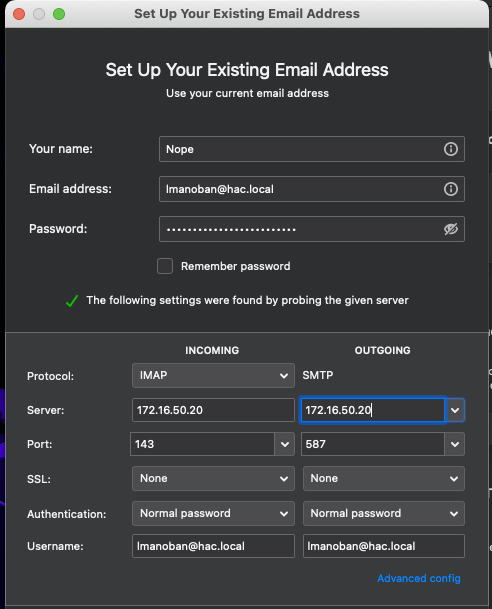 Set Up Your Existing Email Address
Set Up Your Existing Email Address
Use your current email address
Your name: Nope
Email address: lmanoban@hac.local
Password: •••••••••••••••••••••••••
Remember password
The following settings were found by probing the given server
INCOMING OUTGOING
Protocol: IMAP SMTP
Server: 172.16.50.20 172.16.50.20
Port: 143 587
SSL: None None
Authentication: Normal password Normal password
Username: lmanoban@hac.local lmanoban@hac.local
Advanced config